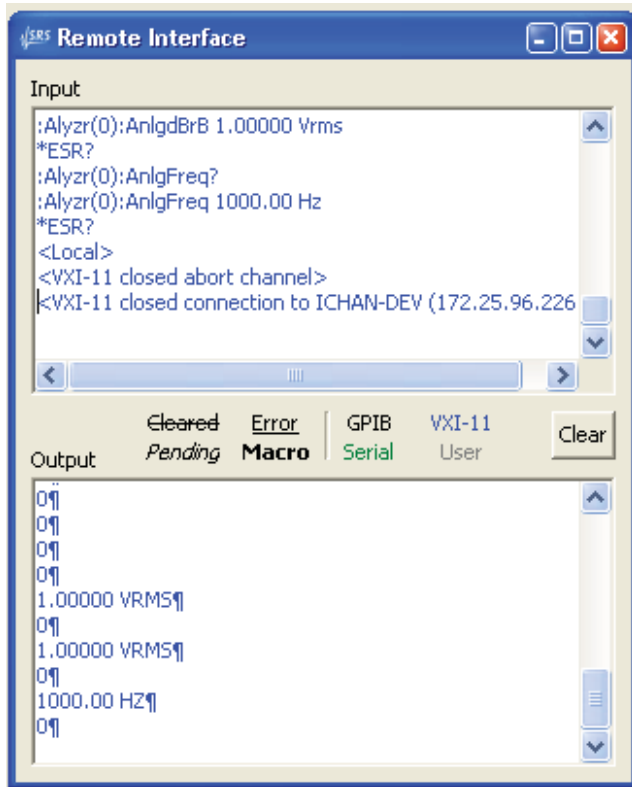 SRS Remote Interface
Input
:Alyzr(0):AnlgdBrB 1.00000 Vrms
*ESR?
:Alyzr(0):AnlgFreq?
:Alyzr(0):AnlgFreq 1000.00 Hz
*ESR?
<Local>
<VXI-11 closed abort channel>
<VXI-11 closed connection to ICHAN-DEV (172.25.96.226
Cleared Error GPIB VXI-11 Clear
Output Pending Macro Serial User
0¶
0¶
0¶
0¶
1.00000 VRMS¶
0¶
1.00000 VRMS¶
0¶
1000.00 HZ¶
0¶